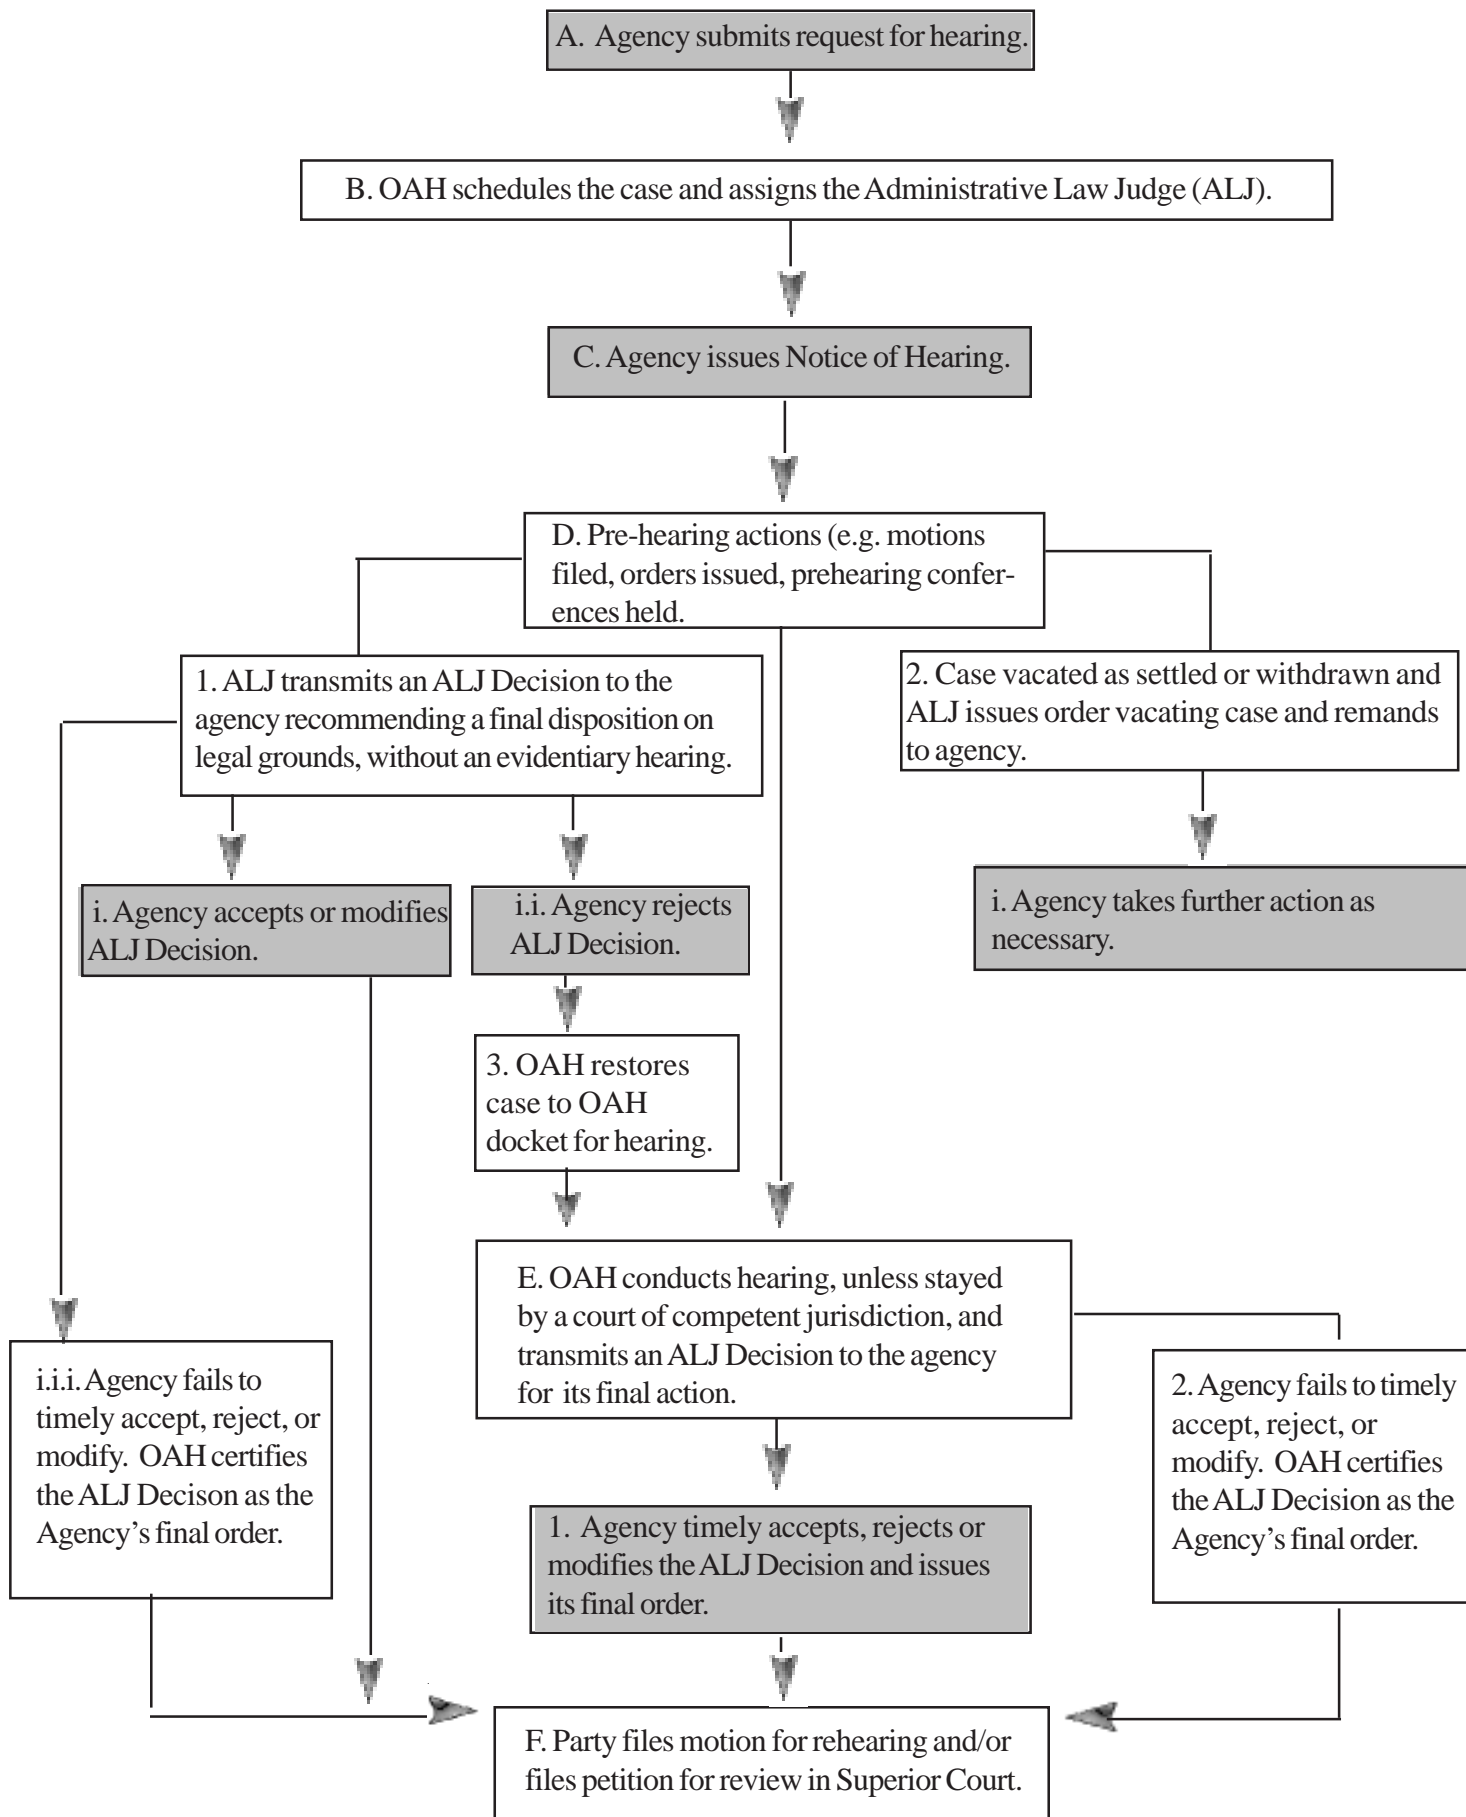 A. Agency submits request for hearing.
B. OAH schedules the case and assigns the Administrative Law Judge (ALJ).
C. Agency issues Notice of Hearing.
D. Pre-hearing actions (e.g. motions
filed, orders issued, prehearing confer-
ences held.
1. ALJ transmits an ALJ Decision to the
agency recommending a final disposition on
legal grounds, without an evidentiary hearing.
2. Case vacated as settled or withdrawn and
ALJ issues order vacating case and remands
to agency.
i. Agency accepts or modifies
ALJ Decision.
i.i. Agency rejects
ALJ Decision.
i. Agency takes further action as
necessary.
3. OAH restores
case to OAH
docket for hearing.
E. OAH conducts hearing, unless stayed
by a court of competent jurisdiction, and
transmits an ALJ Decision to the agency
for its final action.
i.i.i. Agency fails to
timely accept, reject, or
modify. OAH certifies
the ALJ Decison as the
Agency's final order.
2. Agency fails to timely
accept, reject, or
modify. OAH certifies
the ALJ Decision as the
Agency's final order.
1. Agency timely accepts, rejects or
modifies the ALJ Decision and issues
its final order.
F. Party files motion for rehearing and/or
files petition for review in Superior Court.